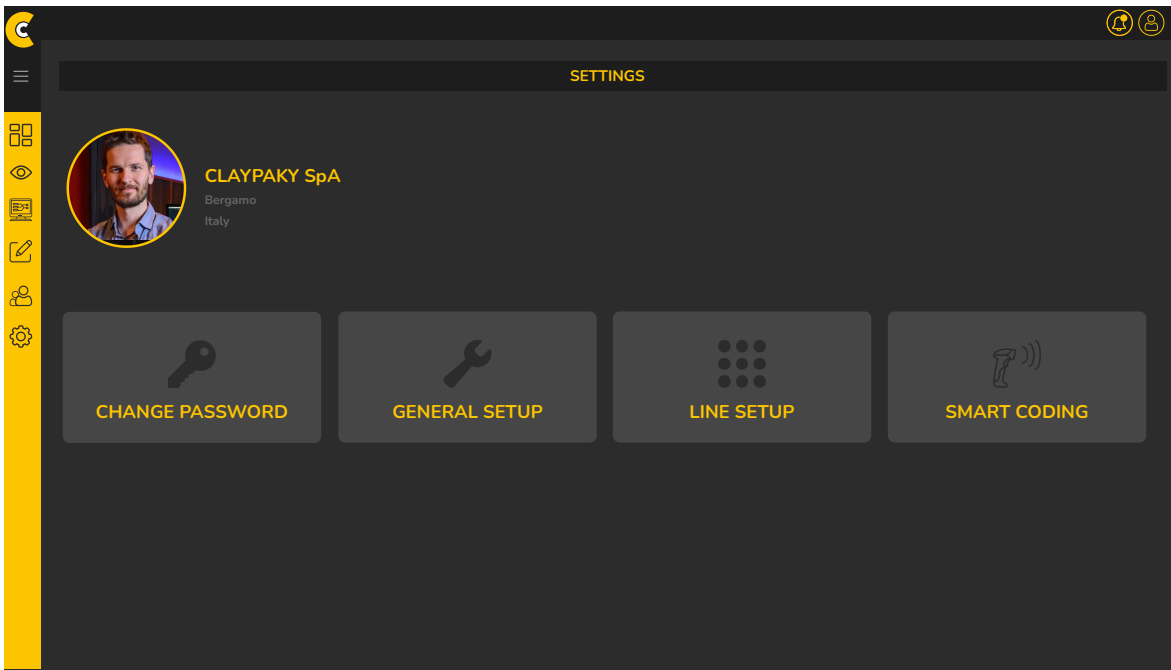 SETTINGS
CLAYPAKY SpA
Bergamo
Italy
CHANGE PASSWORD
GENERAL SETUP
LINE SETUP
SMART CODING